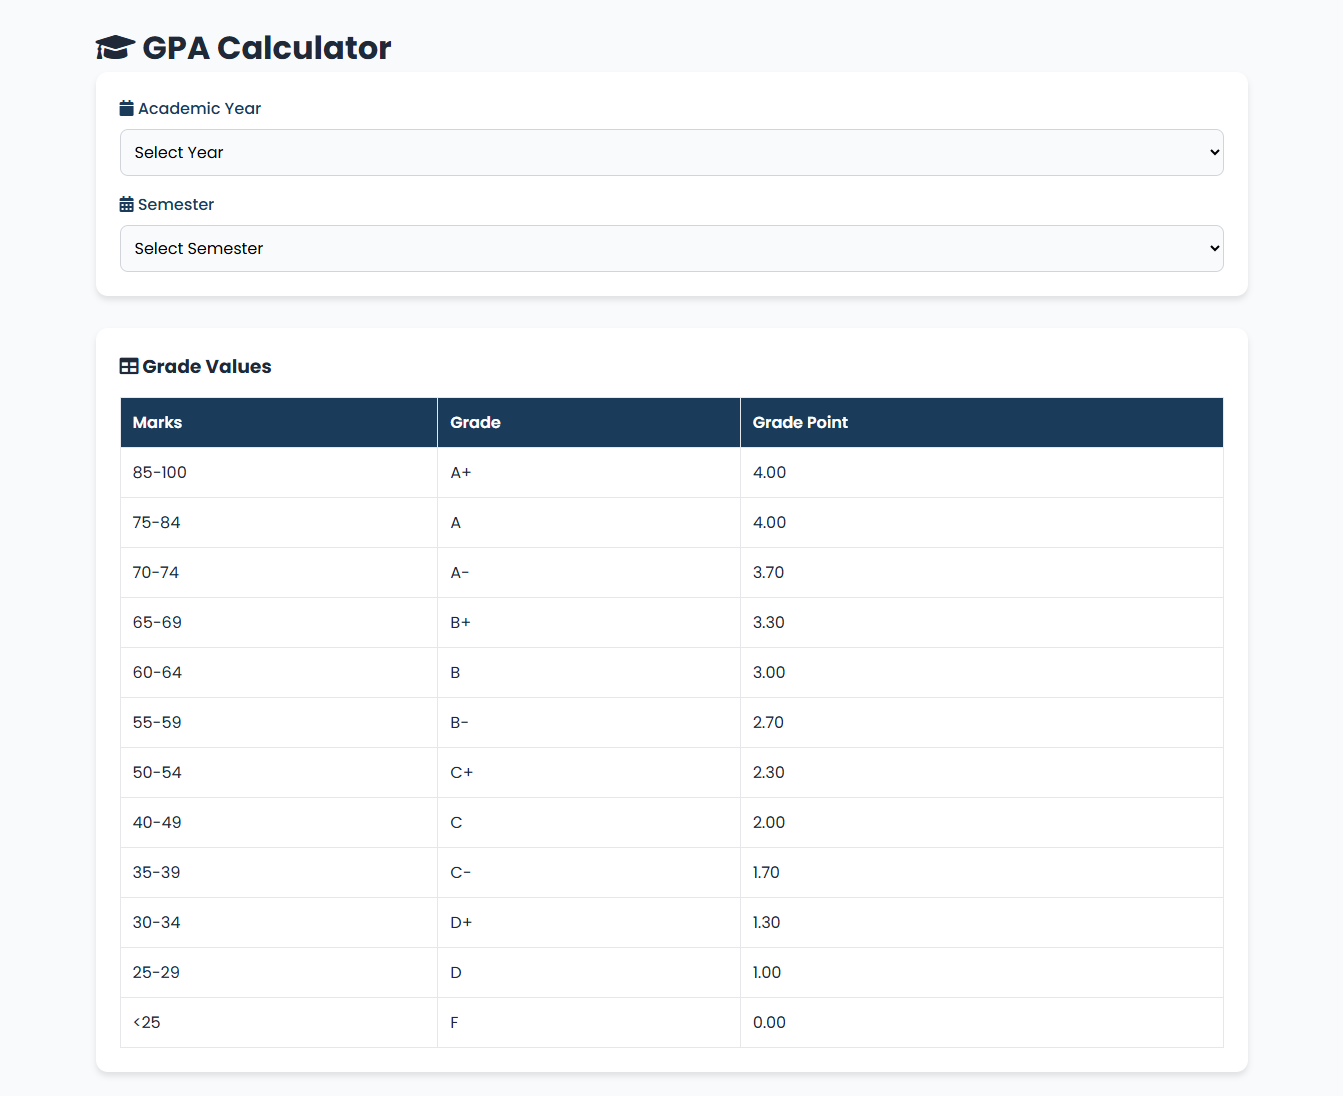 GPA Calculator
Academic Year
Select Year
Semester
Select Semester
Grade Values
Marks Grade Grade Point
85-100 A+ 4.00
75-84 A 4.00
70-74 A- 3.70
65-69 B+ 3.30
60-64 B 3.00
55-59 B- 2.70
50-54 C+ 2.30
40-49 C 2.00
35-39 C- 1.70
30-34 D+ 1.30
25-29 D 1.00
<25 F 0.00